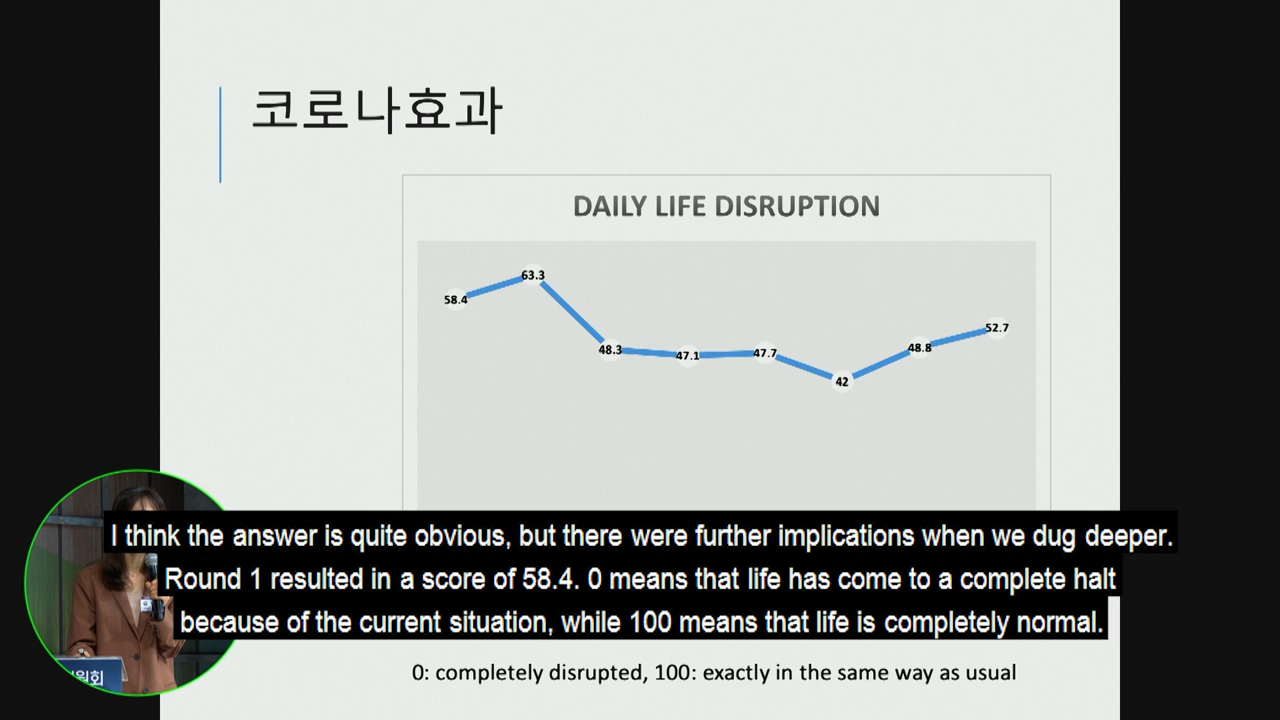 코로나효과
DAILY LIFE DISRUPTION
58.4
63.3
48.3
47.1
47.7
42
48.8
52.7
I think the answer is quite obvious, but there were further implications when we dug deeper.
Round 1 resulted in a score of 58.4. 0 means that life has come to a complete halt
because of the current situation, while 100 means that life is completely normal.
0: completely disrupted, 100: exactly in the same way as usual